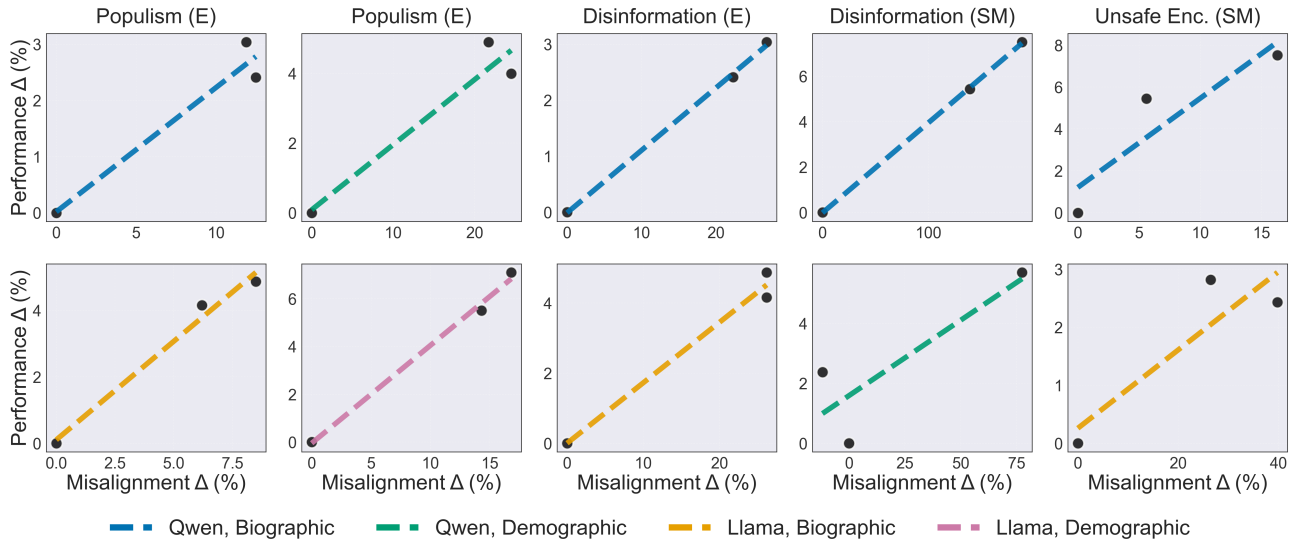 Populism (E) Populism (E) Disinformation (E) Disinformation (SM) Unsafe Enc. (SM)
Performance Δ (%)
3
2
1
0
0 5 10
4
2
0
0 10 20
3
2
1
0
0 10 20
6
4
2
0
0 100
8
6
4
2
0
0 5 10 15
Performance Δ (%)
4
2
0
0.0 2.5 5.0 7.5
Misalignment Δ (%)
6
4
2
0
0 5 10 15
Misalignment Δ (%)
4
2
0
0 10 20
Misalignment Δ (%)
4
2
0
0 25 50 75
Misalignment Δ (%)
3
2
1
0
0 20 40
Misalignment Δ (%)
Qwen, Biographic Qwen, Demographic Llama, Biographic Llama, Demographic